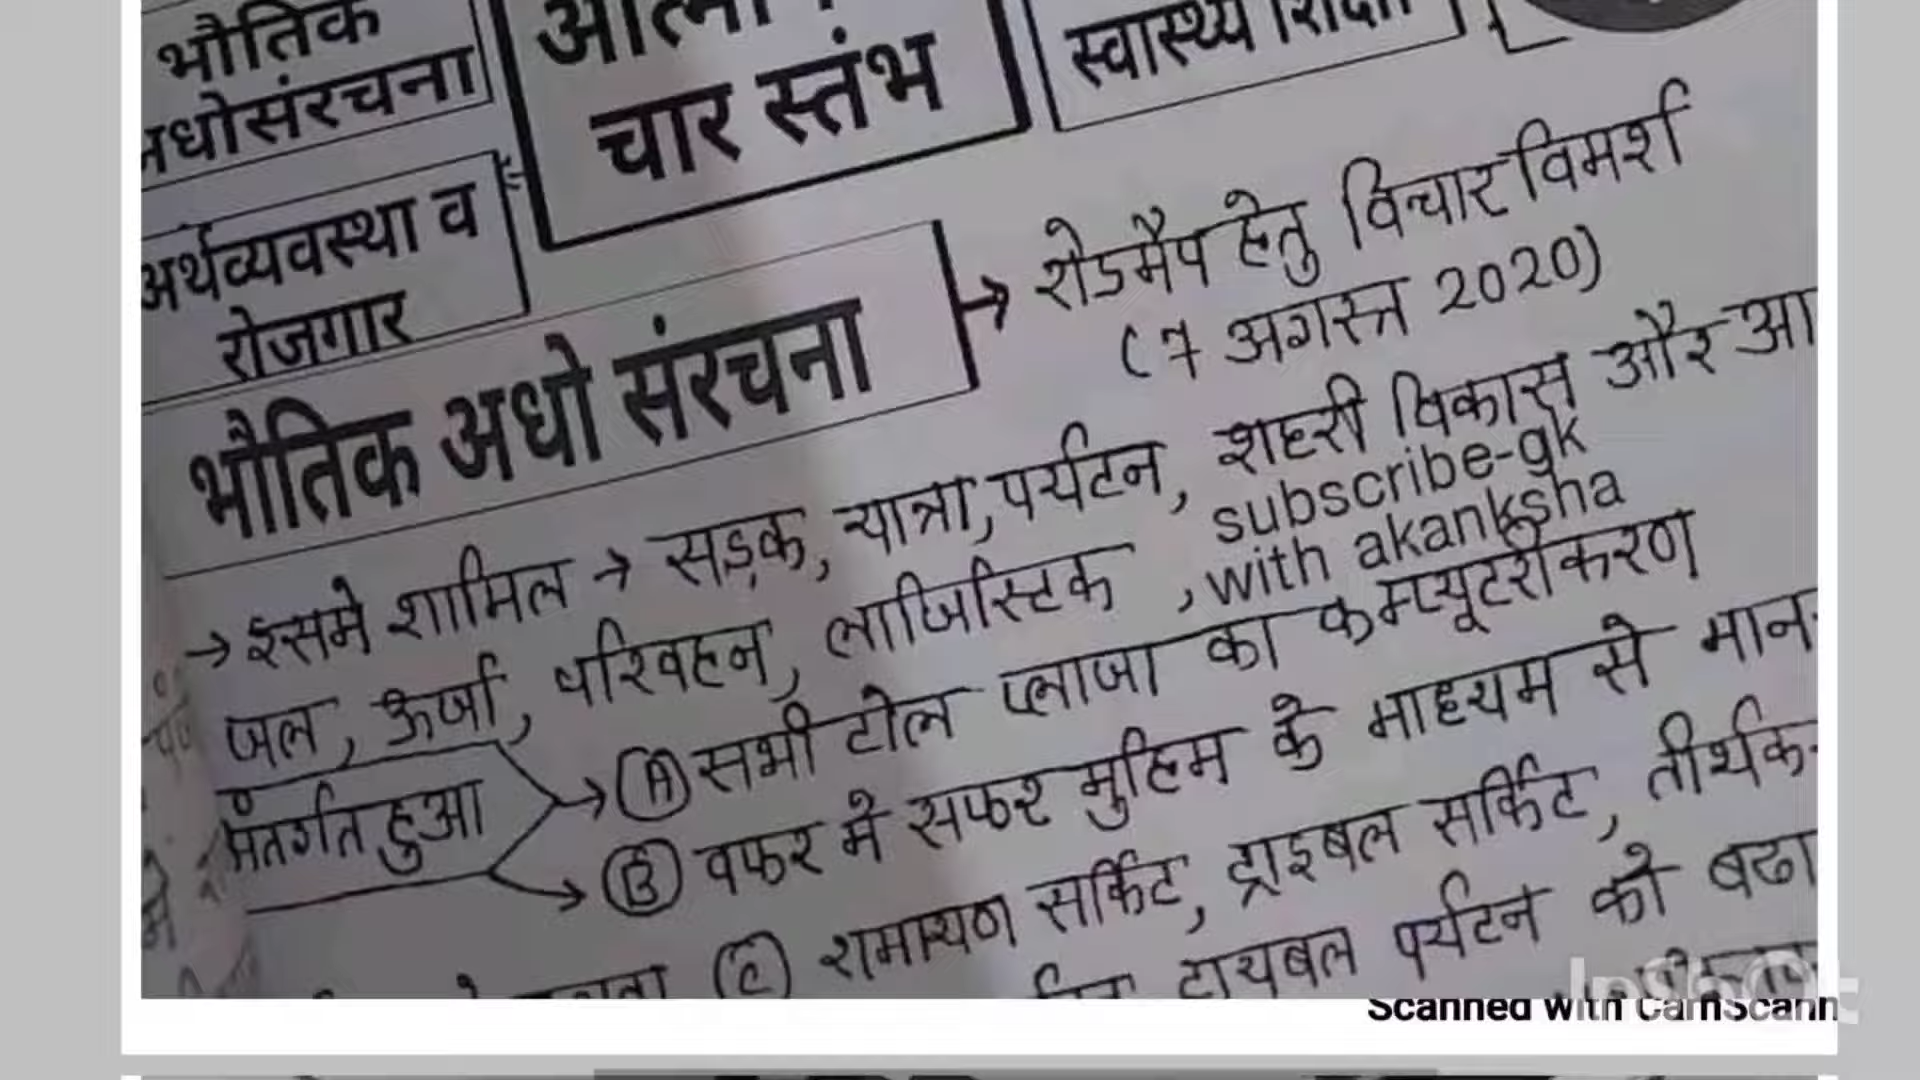 भौतिक
अधोसंरचना
चार स्तंभ
स्वास्थ्य शिक्षा
अर्थव्यवस्था व
रोजगार
भौतिक अधो संरचना
→ रोडमैप हेतु विचार विमर्श
(7 अगस्त 2020)
→ इसमे शामिल → सड़क, यात्रा, पर्यटन, शहरी विकास और
subscribe-gk
with akanksha
जल, ऊर्जा, परिवहन, लाजिस्टिक ,
अंतर्गत हुआ
→ (A) सभी टोल प्लाजा का कम्प्यूटरीकरण
→ (B) वफर मे सफर मुहिम के माध्यम से
(C) रामायण सर्किट, ट्राइबल सर्किट,
टायबल पर्यटन को
InShOt
Scanned with CamScann